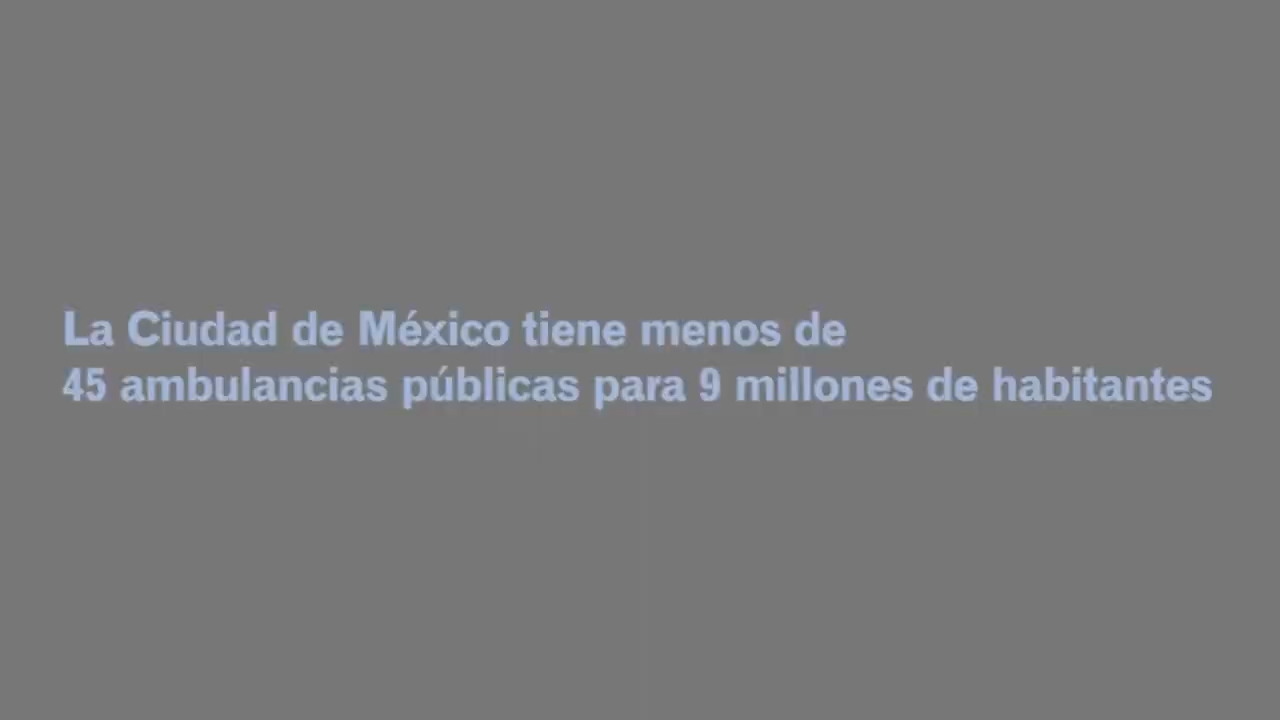 La Ciudad de México tiene menos de
45 ambulancias públicas para 9 millones de habitantes